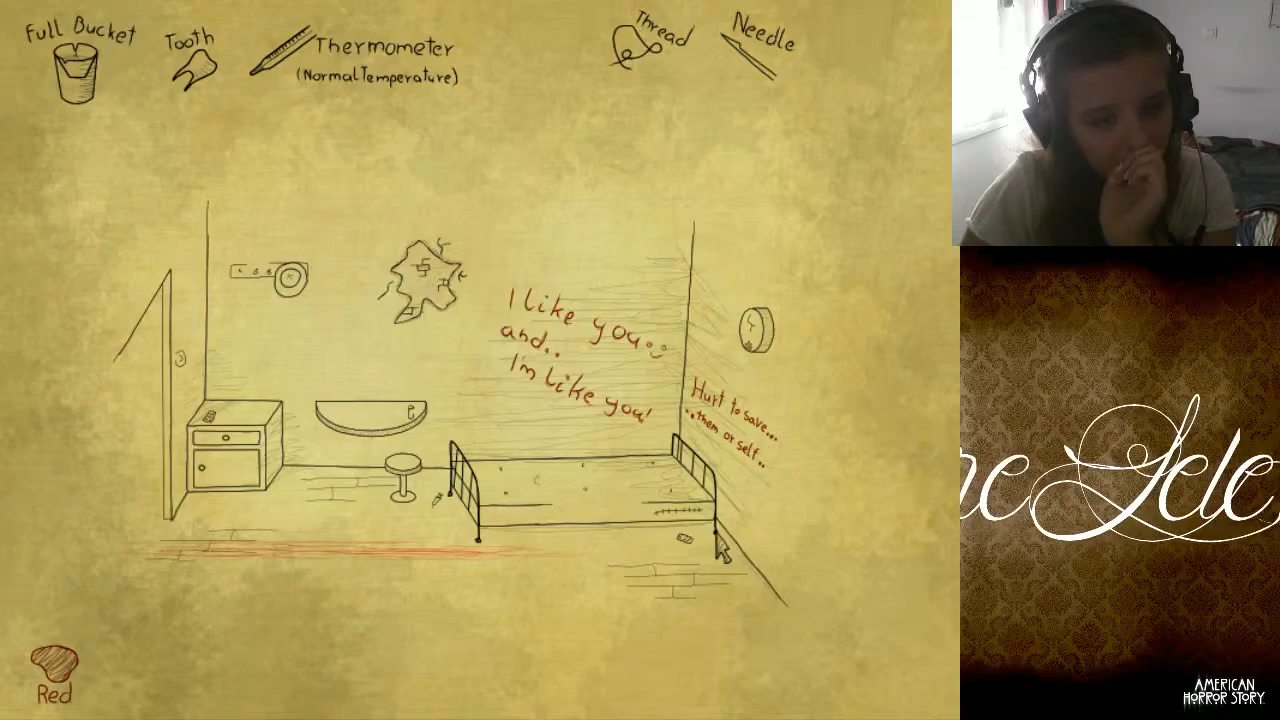 Full Bucket
Tooth
Thermometer
(Normal Temperature)
Thread
Needle
I like you..
and..
I'm like you!
Hurt to save...
..them or self..
Red
AMERICAN
HORROR STORY